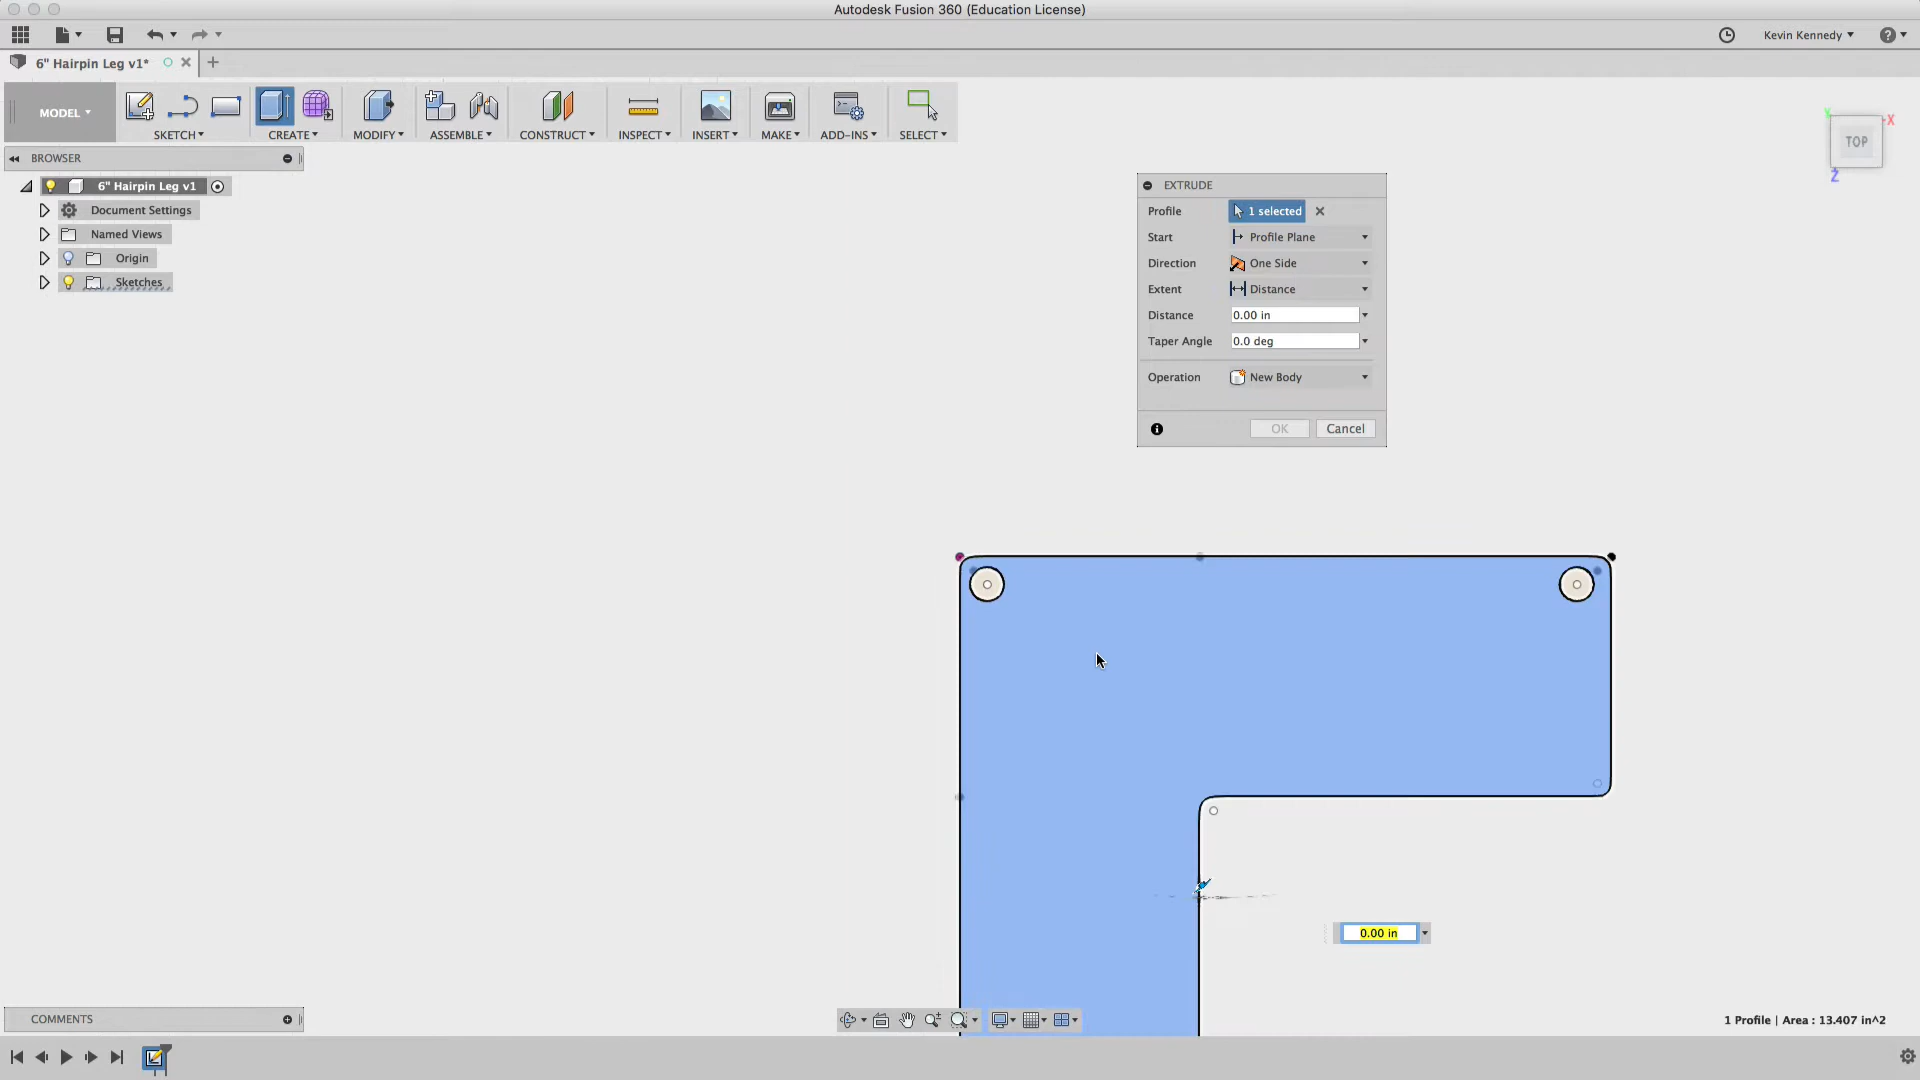 Autodesk Fusion 360 (Education License)
Kevin Kennedy
6" Hairpin Leg v1*
MODEL
SKETCH
CREATE
MODIFY
ASSEMBLE
CONSTRUCT
INSPECT
INSERT
MAKE
ADD-INS
SELECT
Y
X
TOP
Z
BROWSER
6" Hairpin Leg v1
Document Settings
Named Views
Origin
Sketches
EXTRUDE
Profile 1 selected
Start Profile Plane
Direction One Side
Extent Distance
Distance 0.00 in
Taper Angle 0.0 deg
Operation New Body
OK Cancel
0.00 in
COMMENTS
1 Profile | Area : 13.407 in^2